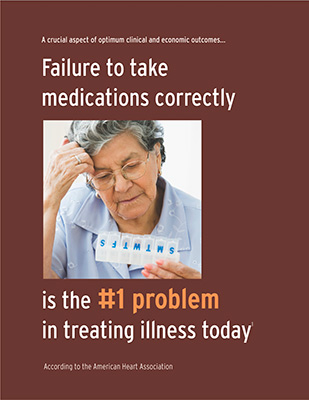 A crucial aspect of optimum clinical and economic outcomes...
Failure to take
medications correctly
S M T W T F S
is the #1 problem
in treating illness today¹
According to the American Heart Association